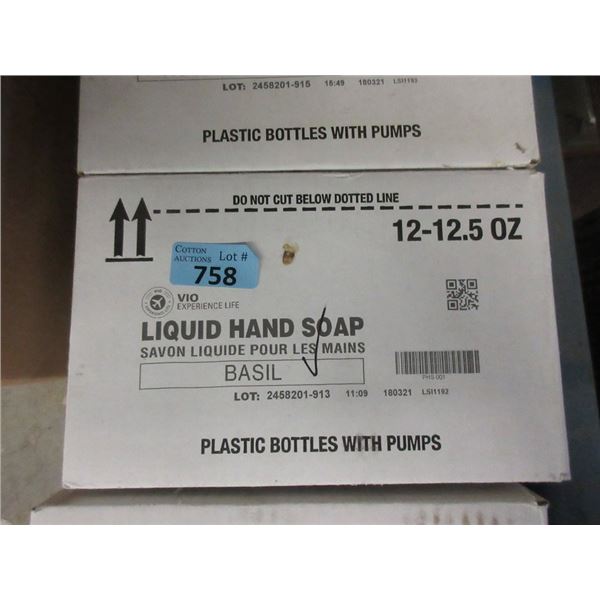 LOT: 2458201-915 15:49 180321 LSI1193
PLASTIC BOTTLES WITH PUMPS
DO NOT CUT BELOW DOTTED LINE
12-12.5 OZ
COTTON AUCTIONS Lot #
758
VIO
EXPERIENCE LIFE
LIQUID HAND SOAP
SAVON LIQUIDE POUR LES MAINS
BASIL
PHS 001
LOT: 2458201-913 11:09 180321 LSI1192
PLASTIC BOTTLES WITH PUMPS